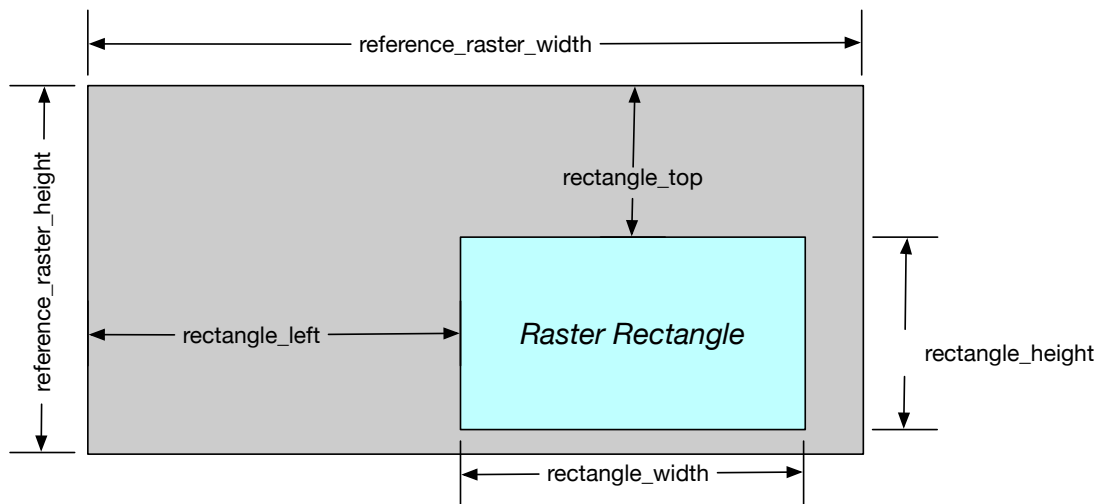 reference_raster_width
reference_raster_height
rectangle_top
rectangle_left
Raster Rectangle
rectangle_height
rectangle_width